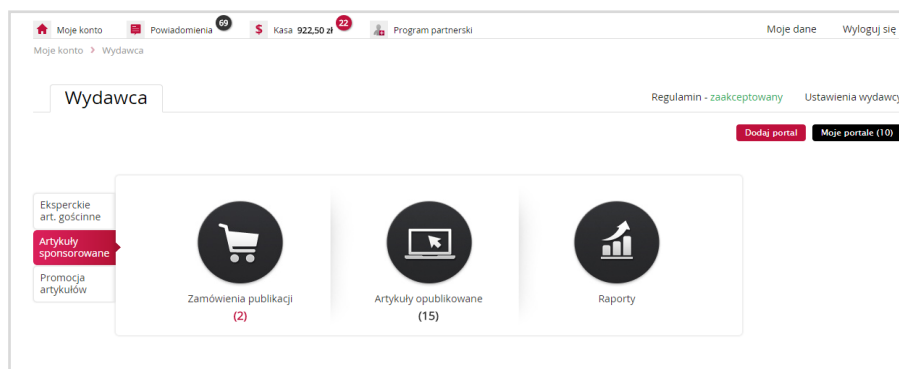 Moje konto Powiadomienia 69 $ Kasa 922,50 zł 22 Program partnerski Moje dane Wyloguj się
Moje konto > Wydawca
Wydawca Regulamin - zaakceptowany Ustawienia wydawcy
Dodaj portal Moje portale (10)
Eksperckie
art. gościnne
Artykuły
sponsorowane
Promocja
artykułów
Zamówienia publikacji Artykuły opublikowane Raporty
(2) (15)